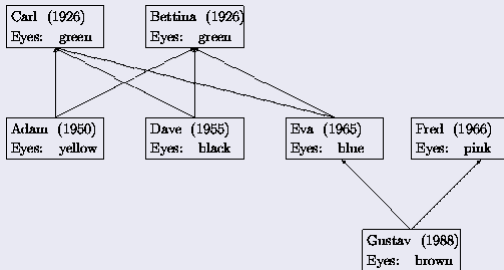 Carl (1926)
Eyes: green
Bettina (1926)
Eyes: green
Adam (1950)
Eyes: yellow
Dave (1955)
Eyes: black
Eva (1965)
Eyes: blue
Fred (1966)
Eyes: pink
Gustav (1988)
Eyes: brown